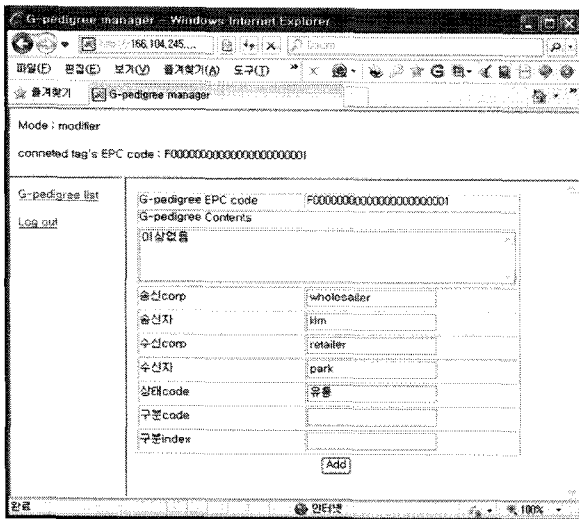 G-pedigree manager - Windows Internet Explorer
166,104,245,...
파일(F) 편집(E) 보기(V) 즐겨찾기(A) 도구(T) »
즐겨찾기 G-pedigree manager
Mode : modifier
conneted tag's EPC code : F00000000000000000000001
G-pedigree list
Log out
G-pedigree EPC code F00000000000000000000001
G-pedigree Contents
이상없음
송신corp wholesailer
송신자 kim
수신corp retailer
수신자 park
상태code 유통
구분code
구분index
Add
완료 인터넷 100%